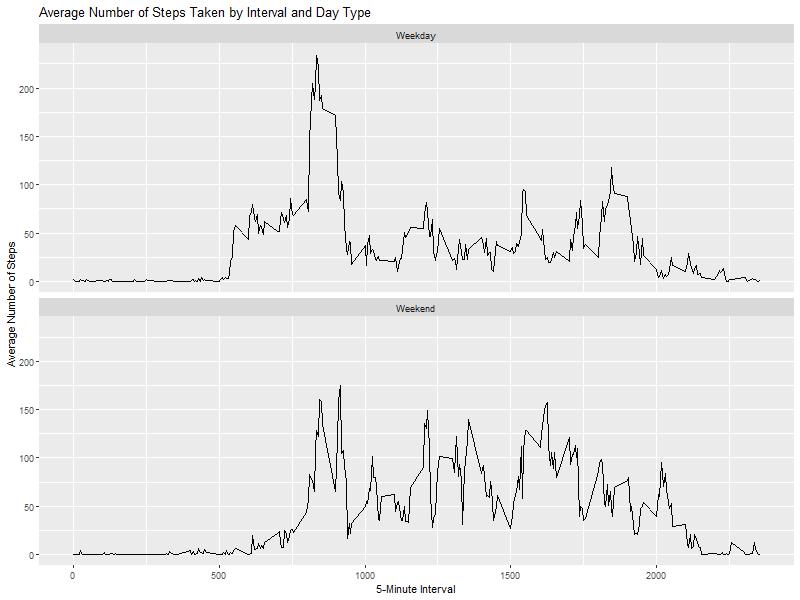 Average Number of Steps Taken by Interval and Day Type
Weekday
200
150
100
50
0
Average Number of Steps
Weekend
200
150
100
50
0
0 500 1000 1500 2000
5-Minute Interval